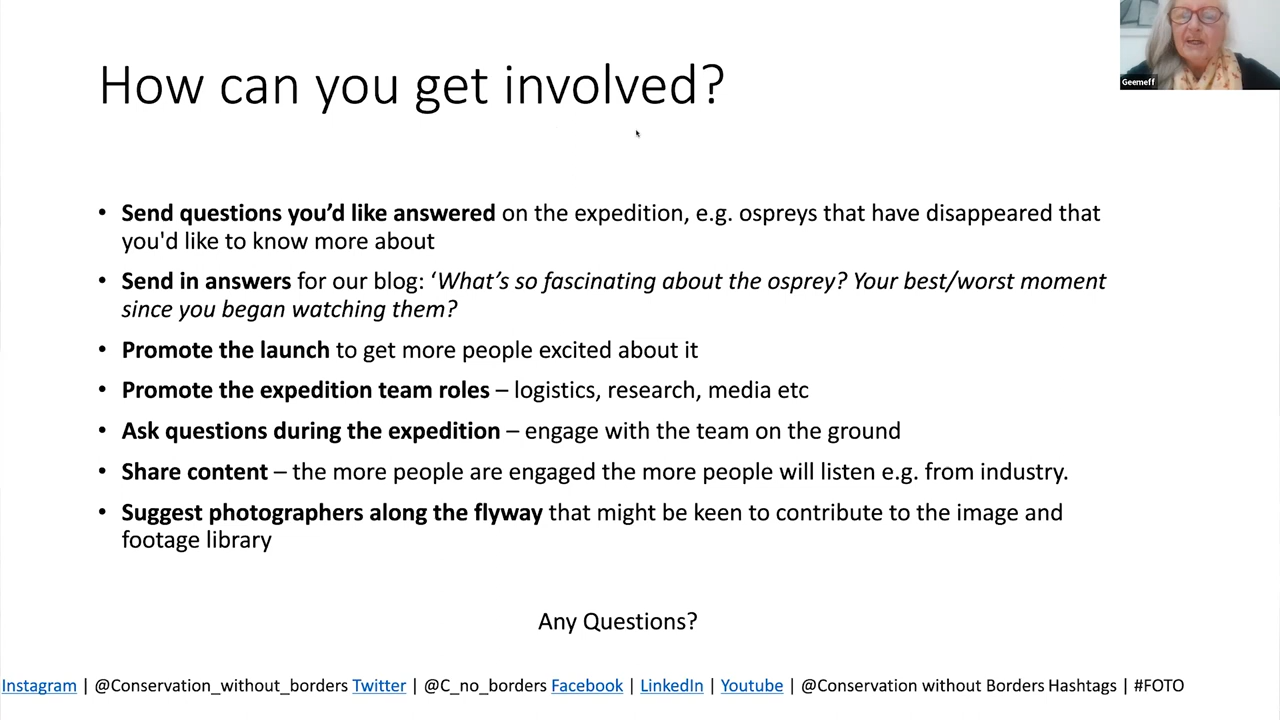 Geemeff
How can you get involved?
• Send questions you’d like answered on the expedition, e.g. ospreys that have disappeared that
you'd like to know more about
• Send in answers for our blog: ‘What’s so fascinating about the osprey? Your best/worst moment
since you began watching them?
• Promote the launch to get more people excited about it
• Promote the expedition team roles – logistics, research, media etc
• Ask questions during the expedition – engage with the team on the ground
• Share content – the more people are engaged the more people will listen e.g. from industry.
• Suggest photographers along the flyway that might be keen to contribute to the image and
footage library
Any Questions?
Instagram | @Conservation_without_borders Twitter | @C_no_borders Facebook | LinkedIn | Youtube | @Conservation without Borders Hashtags | #FOTO